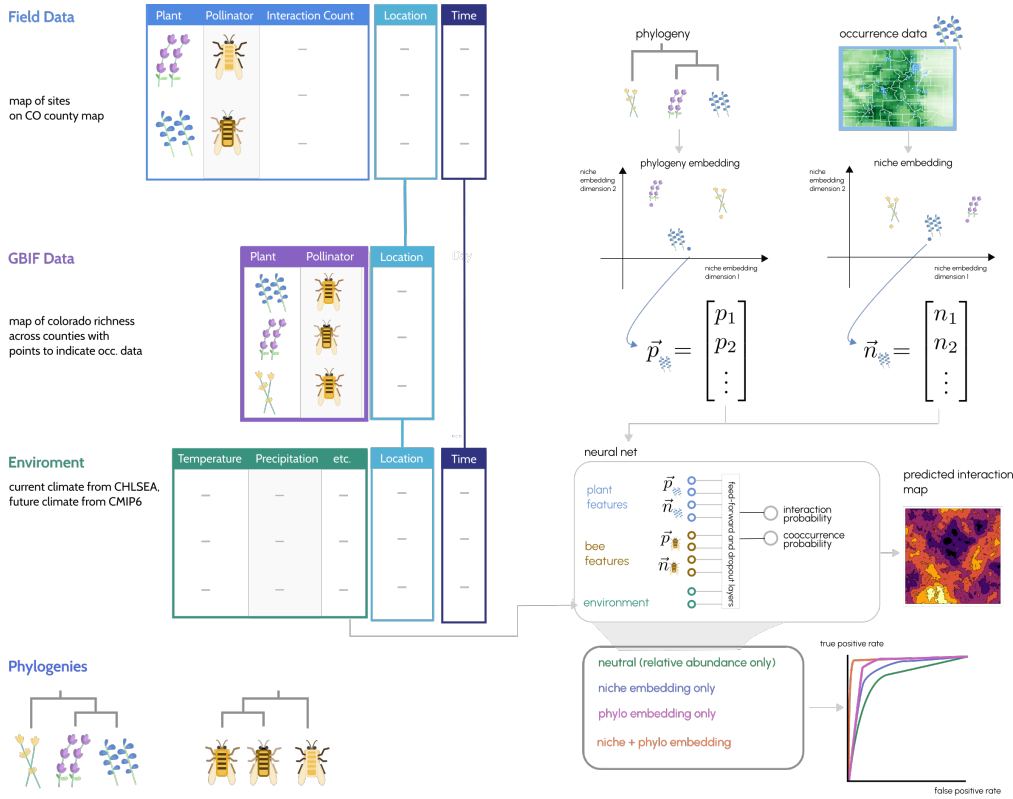 Field Data
Plant
Pollinator
Interaction Count
Location
Time
map of sites
on CO county map
GBIF Data
Plant
Pollinator
Location
Day
map of colorado richness
across counties with
points to indicate occ. data
Enviroment
Temperature
Precipitation
etc.
Location
Time
current climate from CHLSEA,
future climate from CMIP6
Phylogenies
phylogeny
occurrence data
phylogeny embedding
niche
embedding
dimension 2
niche embedding
dimension 1
niche embedding
niche
embedding
dimension 2
niche embedding
dimension 1
p⃗ =
p₁
p₂
⋮
n⃗ =
n₁
n₂
⋮
neural net
plant
features
p⃗
n⃗
bee
features
p⃗
n⃗
environment
feed-forward and dropout layers
interaction
probability
cooccurrence
probability
predicted interaction
map
neutral (relative abundance only)
niche embedding only
phylo embedding only
niche + phylo embedding
true positive rate
false positive rate